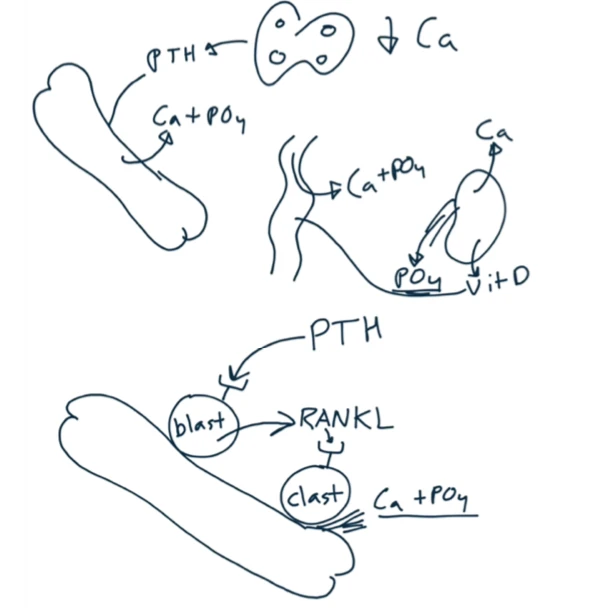 PTH
↓ Ca
Ca + PO4
Ca
Ca + PO4
PO4
Vit D
PTH
blast
RANKL
clast
Ca + PO4